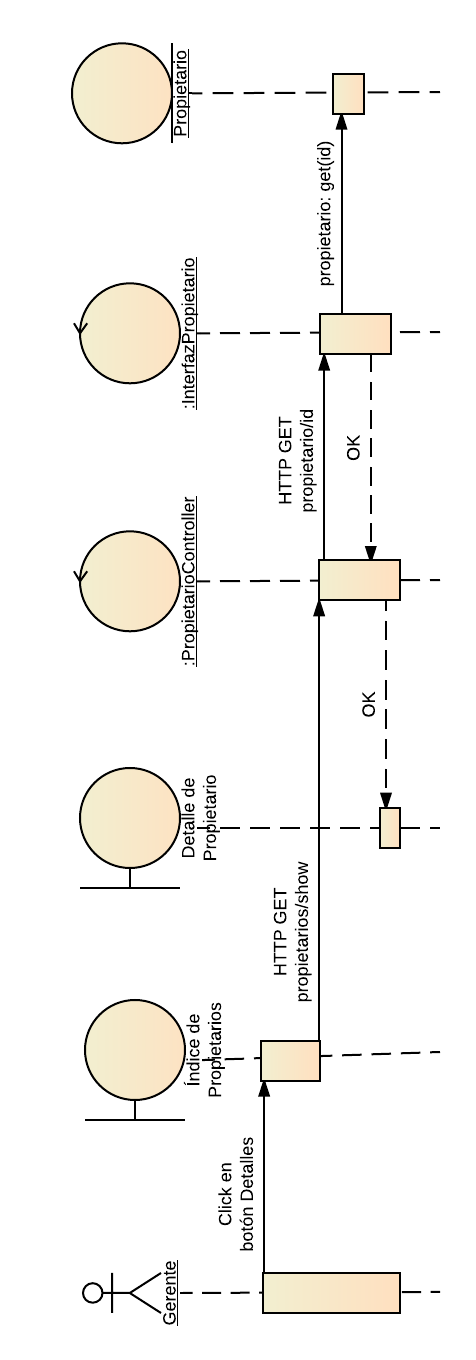 Gerente
Índice de
Propietarios
Detalle de
Propietario
:PropietarioController
:InterfazPropietario
Propietario
Click en
botón Detalles
HTTP GET
propietarios/show
HTTP GET
propietario/id
propietario: get(id)
OK
OK